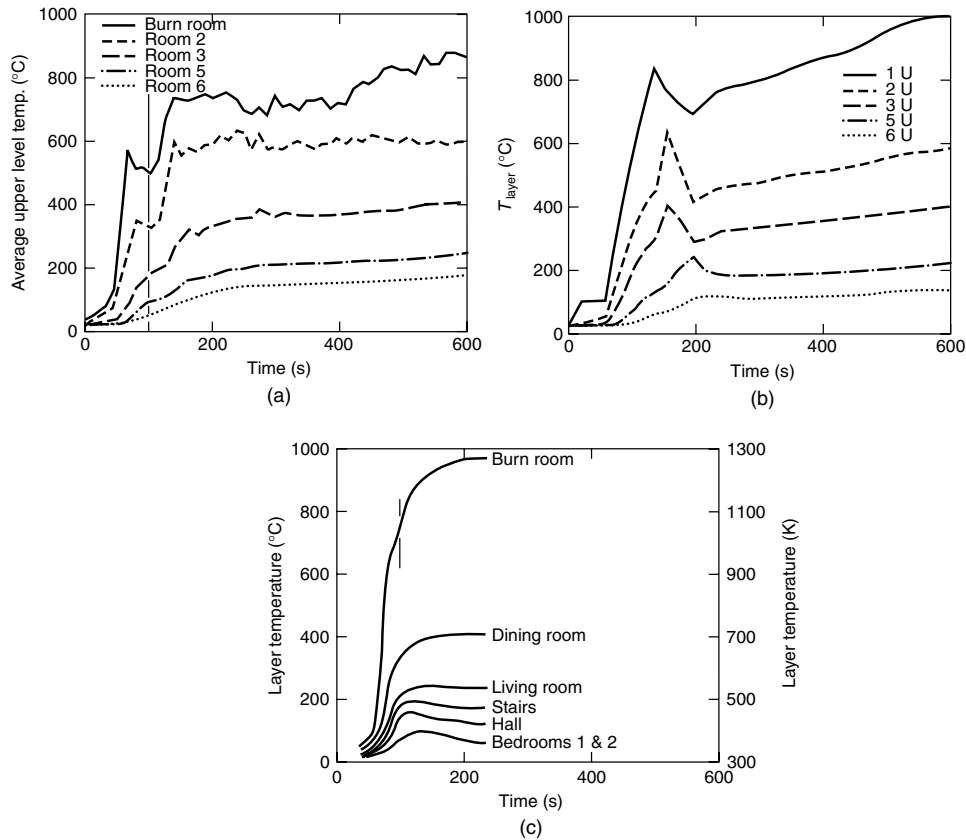 1000
800
600
400
200
0
Average upper level temp. (°C)
Burn room
Room 2
Room 3
Room 5
Room 6
0
200
400
600
Time (s)
(a)
1000
800
600
400
200
0
T layer (°C)
1 U
2 U
3 U
5 U
6 U
0
200
400
600
Time (s)
(b)
1000
800
600
400
200
0
Layer temperature (°C)
Burn room
Dining room
Living room
Stairs
Hall
Bedrooms 1 & 2
1300
1100
900
700
500
300
Layer temperature (K)
0
200
400
600
Time (s)
(c)